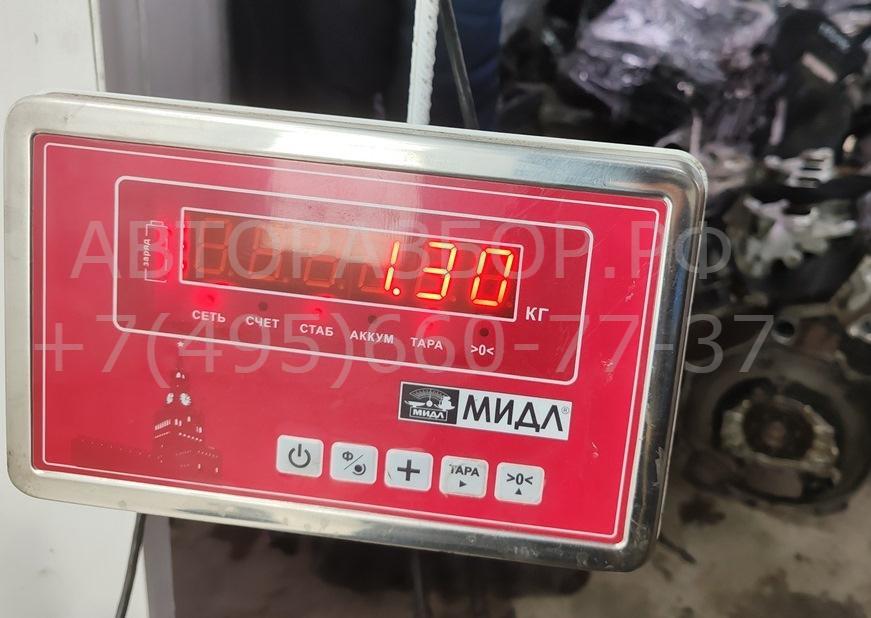 заряд
1.30
КГ
СЕТЬ СЧЕТ СТАБ АККУМ ТАРА >0<
МИДЛ МИДЛ®
Ф + ТАРА >0<
АВТОРАЗБОР.РФ
+7(495)660-77-37